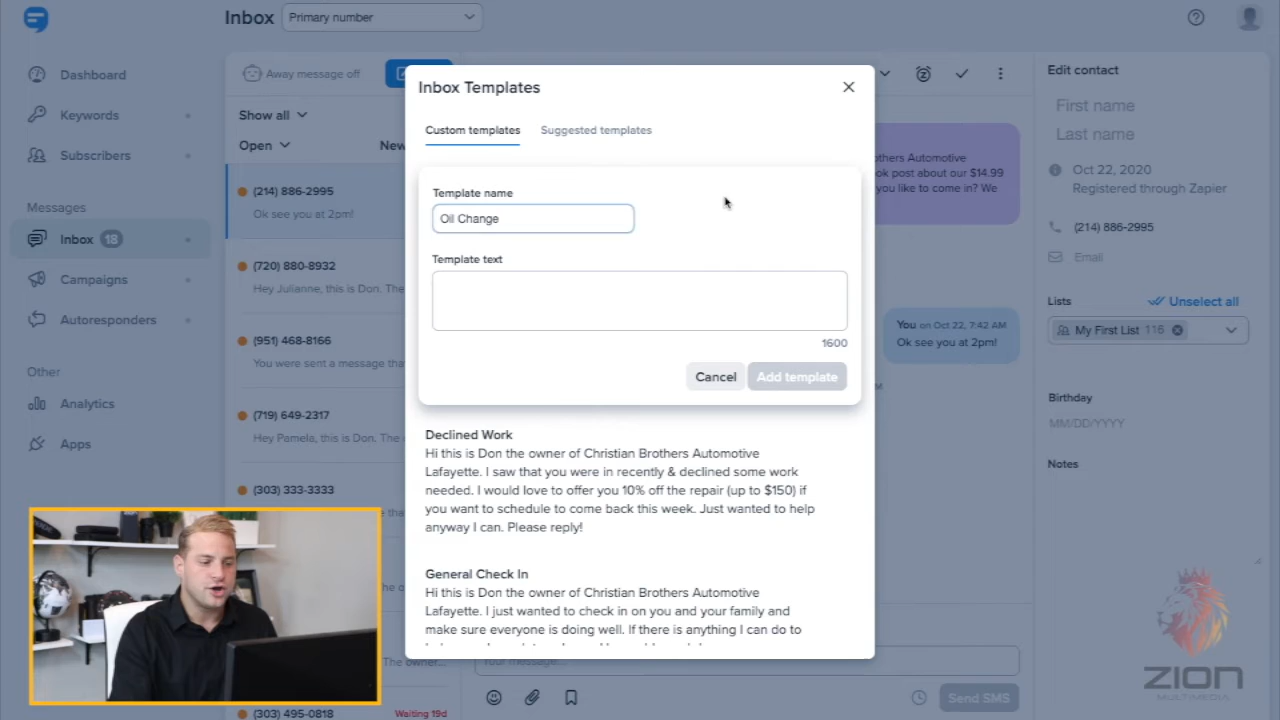 Inbox
Primary number
Dashboard
Keywords
Subscribers
Messages
Inbox 18
Campaigns
Autoresponders
Other
Analytics
Apps
Away message off
Show all
Open
New
(214) 886-2995
Ok see you at 2pm!
(720) 880-8932
Hey Julianne, this is Don. The
(951) 468-8166
You were sent a message tha
(719) 649-2317
Hey Pamela, this is Don. The
(303) 333-3333
The owner...
(303) 495-0818
Waiting 19d
Inbox Templates
Custom templates
Suggested templates
Template name
Oil Change
Template text
1600
Cancel
Add template
Declined Work
Hi this is Don the owner of Christian Brothers Automotive
Lafayette. I saw that you were in recently & declined some work
needed. I would love to offer you 10% off the repair (up to $150) if
you want to schedule to come back this week. Just wanted to help
anyway I can. Please reply!
General Check In
Hi this is Don the owner of Christian Brothers Automotive
Lafayette. I just wanted to check in on you and your family and
make sure everyone is doing well. If there is anything I can do to
thers Automotive
ok post about our $14.99
you like to come in? We
You on Oct 22, 7:42 AM
Ok see you at 2pm!
Your message...
Send SMS
Edit contact
First name
Last name
Oct 22, 2020
Registered through Zapier
(214) 886-2995
Email
Lists
Unselect all
My First List 116
Birthday
MM/DD/YYYY
Notes
ZION
MULTIMEDIA